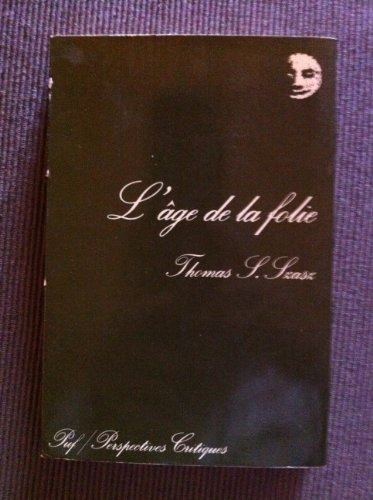 L'âge de la folie
Thomas S. Szasz
Puf / Perspectives Critiques